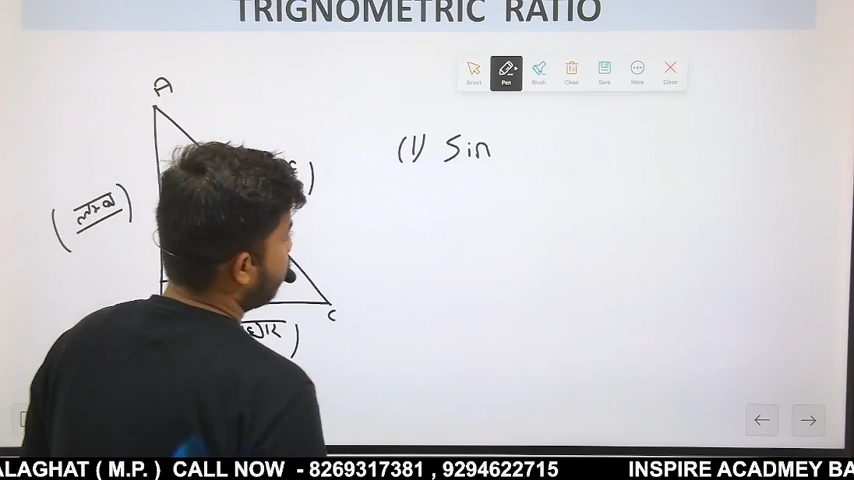 TRIGNOMETRIC RATIO
Select Pen Brush Clean Save More Close
A
(1) Sin
(लम्ब)
C
ALAGHAT ( M.P. ) CALL NOW - 8269317381 , 9294622715 INSPIRE ACADMEY BA